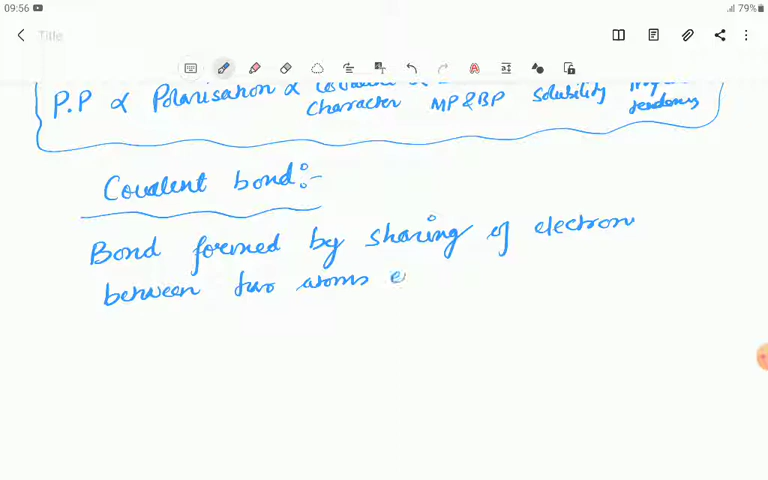 09:56
79%
Title
P.P ∝ Polarisation ∝
Character MP & BP Solubility tendency
Covalent bond:-
Bond formed by sharing of electron
between two atoms e